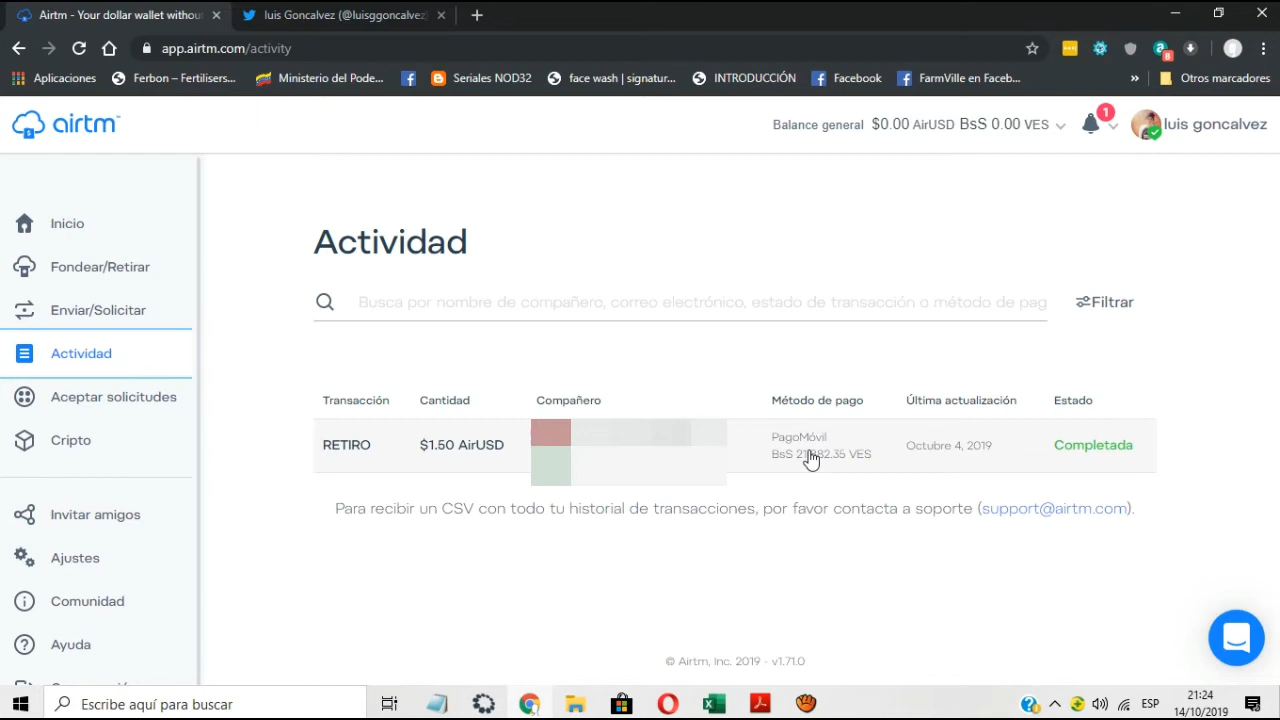 Airtm - Your dollar wallet without
luis Goncalvez (@luisggoncalvez
app.airtm.com/activity
8
Aplicaciones
Ferbon – Fertilisers...
Ministerio del Pode...
Seriales NOD32
face wash | signatur...
INTRODUCCIÓN
Facebook
FarmVille en Faceb...
»
Otros marcadores
airtm
Balance general $0.00 AirUSD BsS 0.00 VES
1
luis goncalvez
Inicio
Fondear/Retirar
Enviar/Solicitar
Actividad
Aceptar solicitudes
Cripto
Invitar amigos
Ajustes
Comunidad
Ayuda
Actividad
Busca por nombre de compañero, correo electrónico, estado de transacción o método de pag
Filtrar
Transacción Cantidad Compañero Método de pago Última actualización Estado
RETIRO $1.50 AirUSD PagoMóvil Octubre 4, 2019 Completada
BsS VES
Para recibir un CSV con todo tu historial de transacciones, por favor contacta a soporte (support@airtm.com).
© Airtm, Inc. 2019 - v1.71.0
Escribe aquí para buscar
ESP
21:24
14/10/2019